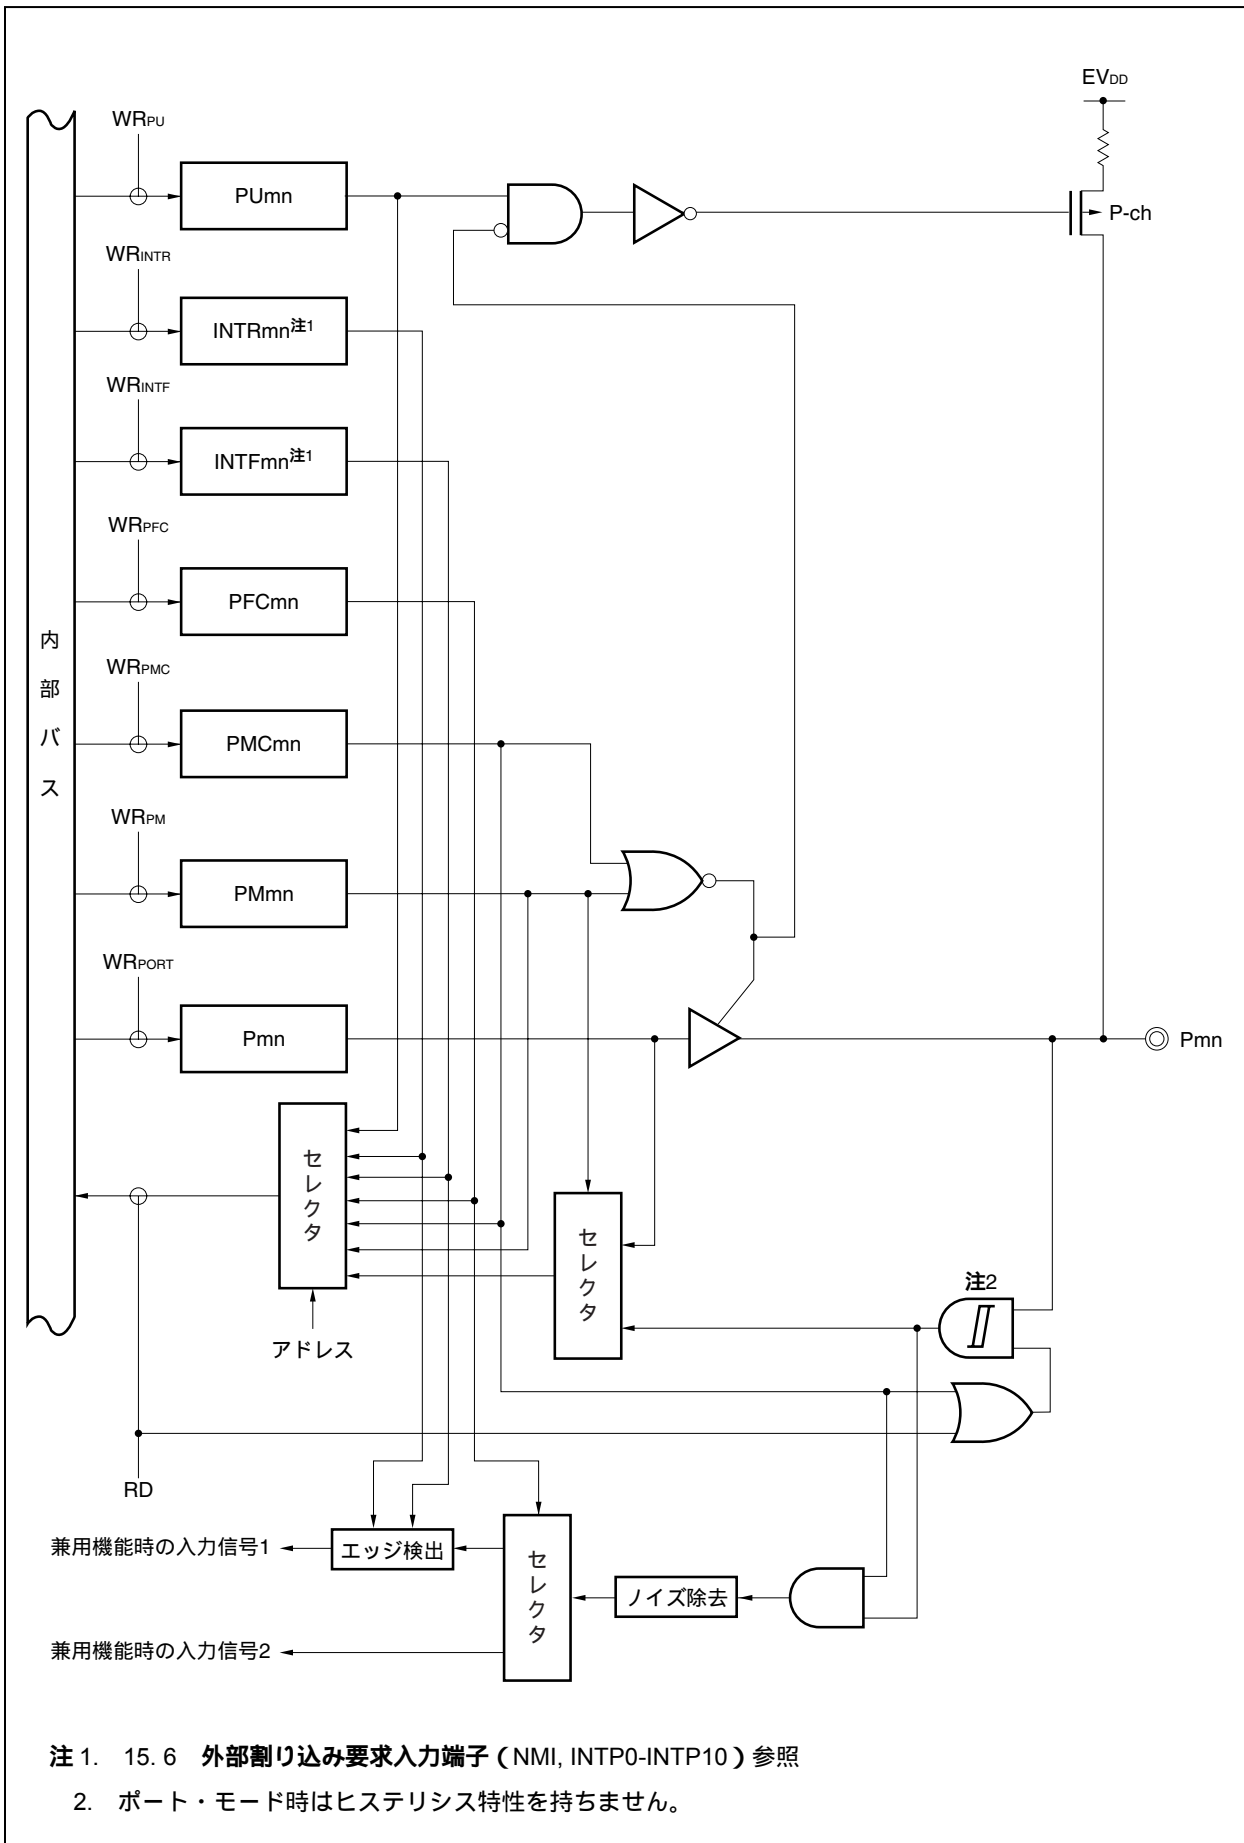 EVDD
WRPU
PUmn
P-ch
WRINTR
INTRmn注1
WRINTF
INTFmn注1
WRPFC
PFCmn
内部バス
WRPMC
PMCmn
WRPM
PMmn
WRPORT
Pmn
Pmn
セレクタ
セレクタ
注2
アドレス
RD
兼用機能時の入力信号1
エッジ検出
セレクタ
ノイズ除去
兼用機能時の入力信号2
注 1. 15. 6 外部割り込み要求入力端子(NMI, INTP0-INTP10)参照
2. ポート・モード時はヒステリシス特性を持ちません。